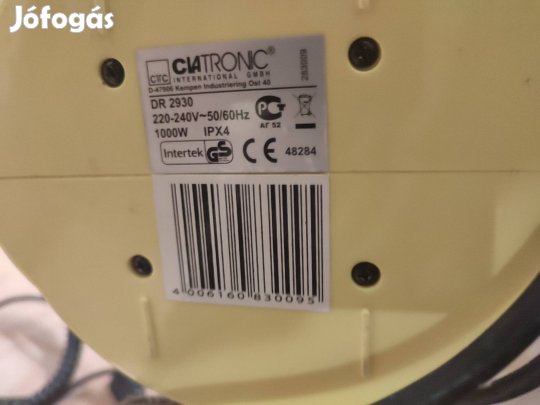 Jófogás
CTC CLATRONIC®
INTERNATIONAL GMBH
D-47906 Kempen Industriering Ost 40
283009
DR 2930
220-240V~50/60Hz
1000W IPX4
АГ 52
Intertek GS CE 48284
4 006160 830095